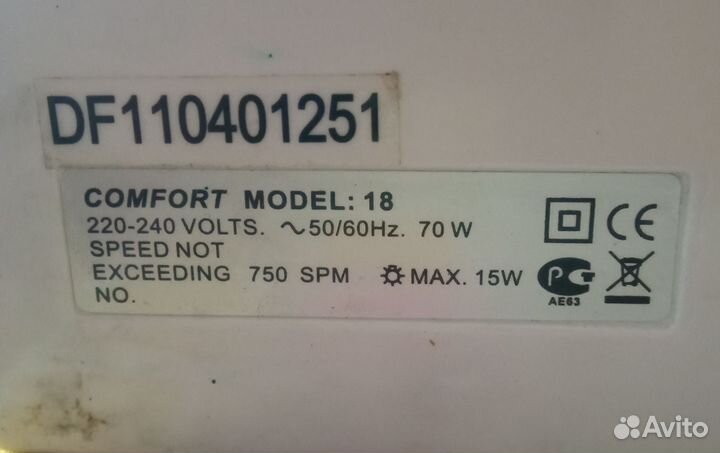 DF110401251
COMFORT MODEL: 18
220-240 VOLTS. ~50/60Hz. 70 W
SPEED NOT
EXCEEDING 750 SPM MAX. 15W
NO.
CE
PG
AE63
Avito